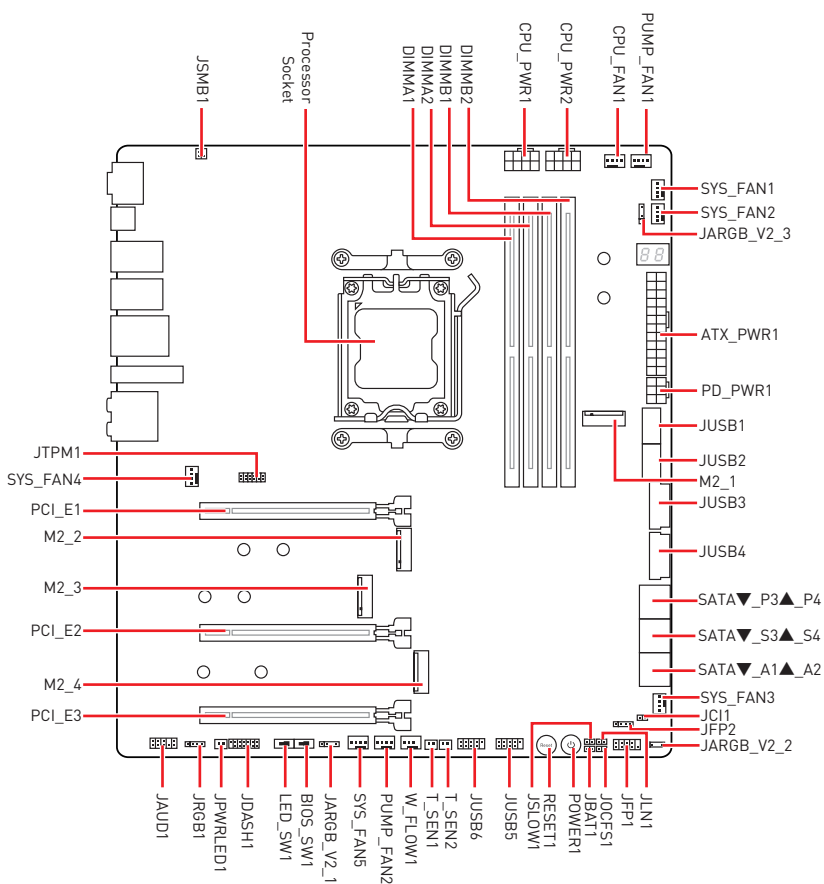 JSMB1
Processor
Socket
DIMMA1
DIMMA2
DIMMB1
DIMMB2
CPU_PWR1
CPU_PWR2
CPU_FAN1
PUMP_FAN1
SYS_FAN1
SYS_FAN2
JARGB_V2_3
88
ATX_PWR1
PD_PWR1
JUSB1
JUSB2
M2_1
JUSB3
JUSB4
SATA▼_P3▲_P4
SATA▼_S3▲_S4
SATA▼_A1▲_A2
SYS_FAN3
JCI1
JFP2
JARGB_V2_2
JTPM1
SYS_FAN4
PCI_E1
M2_2
M2_3
PCI_E2
M2_4
PCI_E3
Reset
JAUD1
JRGB1
JPWRLED1
JDASH1
LED_SW1
BIOS_SW1
JARGB_V2_1
SYS_FAN5
PUMP_FAN2
W_FLOW1
T_SEN1
T_SEN2
JUSB6
JUSB5
JSLOW1
RESET1
POWER1
JBAT1
JOCFS1
JFP1
JLN1